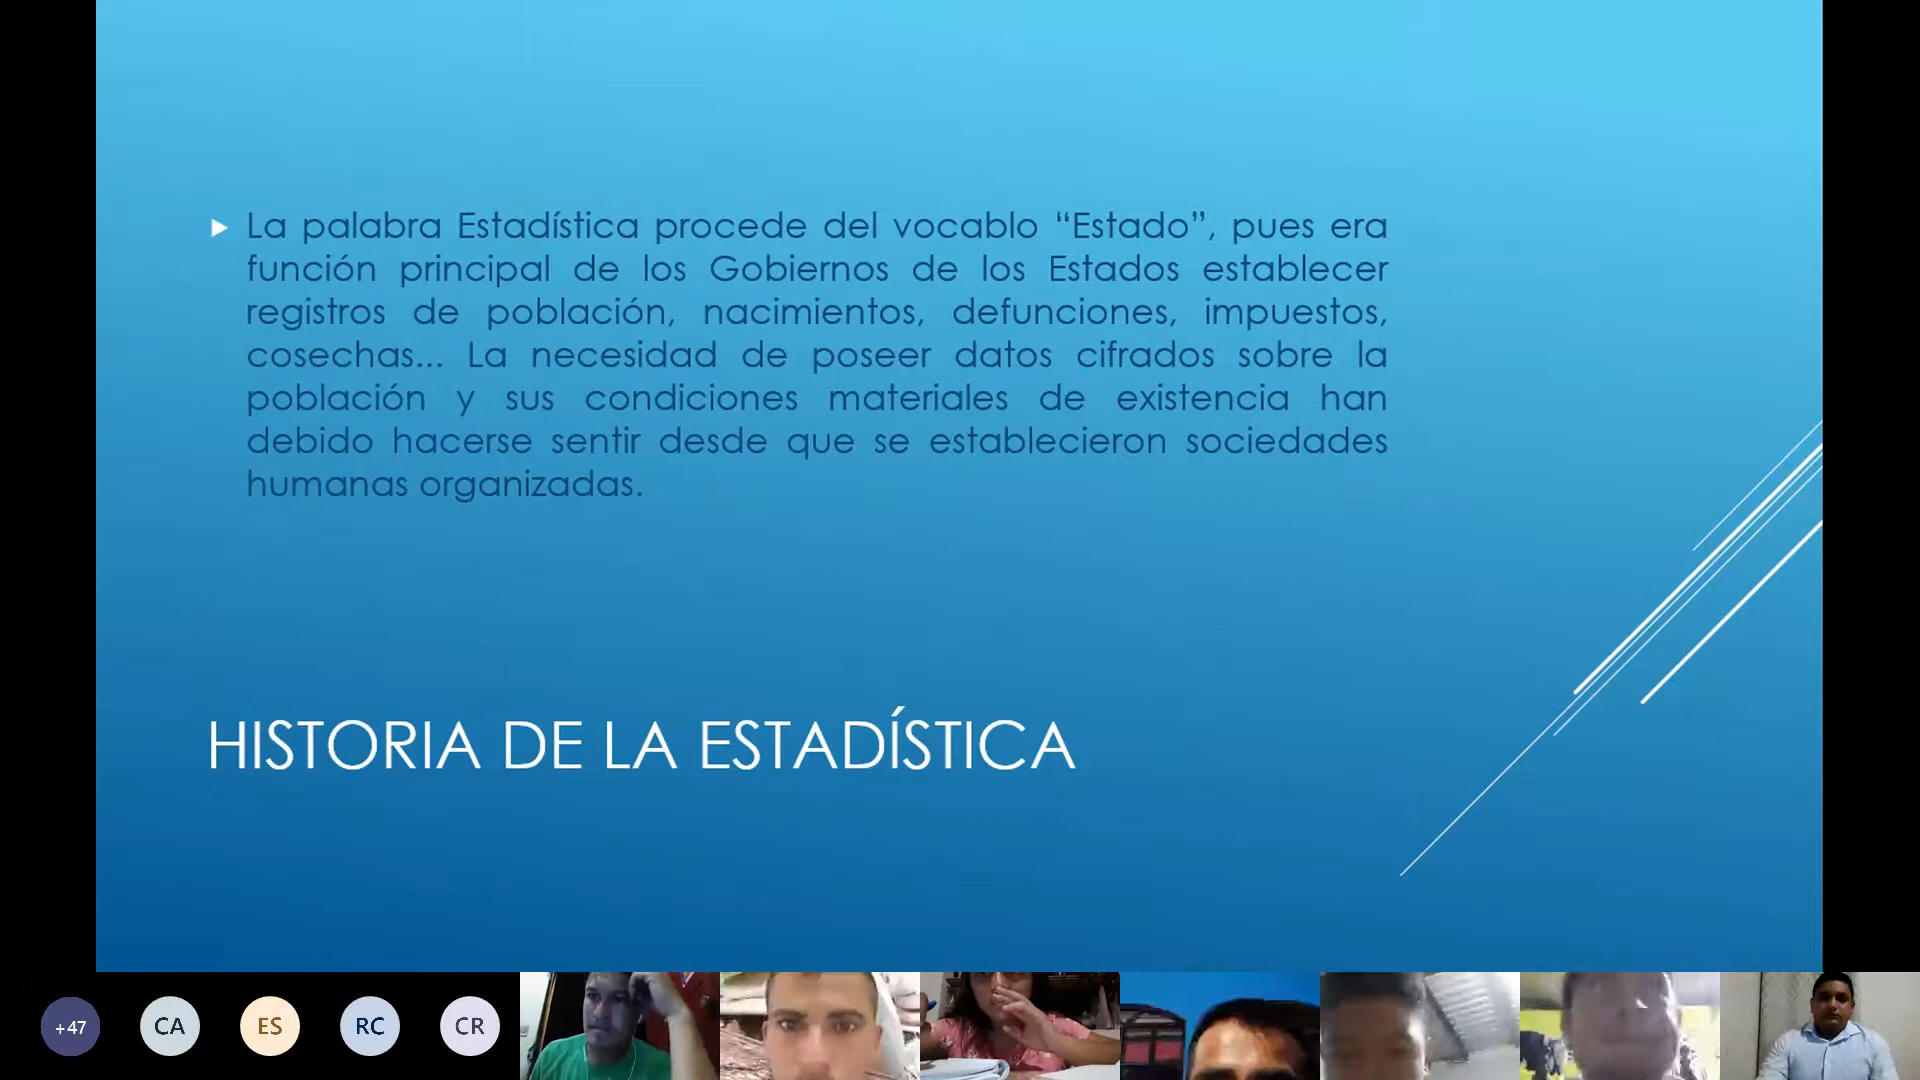 La palabra Estadística procede del vocablo “Estado”, pues era
función principal de los Gobiernos de los Estados establecer
registros de población, nacimientos, defunciones, impuestos,
cosechas... La necesidad de poseer datos cifrados sobre la
población y sus condiciones materiales de existencia han
debido hacerse sentir desde que se establecieron sociedades
humanas organizadas.
HISTORIA DE LA ESTADÍSTICA
+47 CA ES RC CR